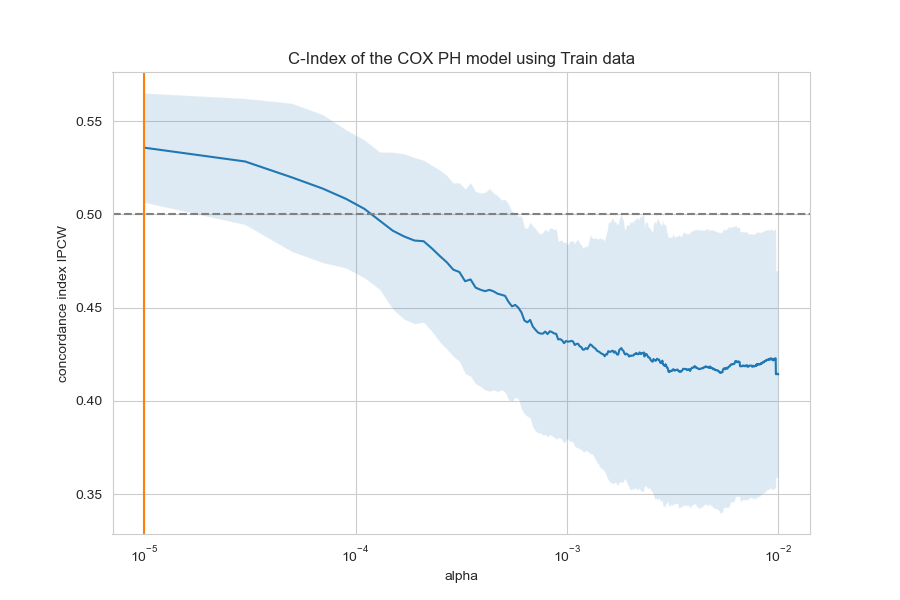 C-Index of the COX PH model using Train data
concordance index IPCW
0.55
0.50
0.45
0.40
0.35
10⁻⁵ 10⁻⁴ 10⁻³ 10⁻²
alpha